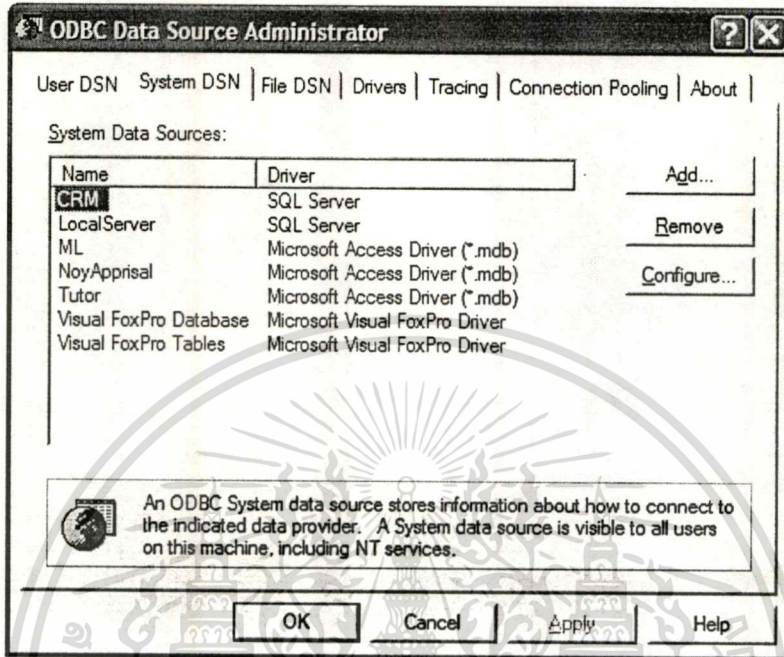 ODBC Data Source Administrator
User DSN System DSN File DSN Drivers Tracing Connection Pooling About
System Data Sources:
Name Driver
CRM SQL Server
LocalServer SQL Server
ML Microsoft Access Driver (*.mdb)
NoyApprisal Microsoft Access Driver (*.mdb)
Tutor Microsoft Access Driver (*.mdb)
Visual FoxPro Database Microsoft Visual FoxPro Driver
Visual FoxPro Tables Microsoft Visual FoxPro Driver
Add...
Remove
Configure...
An ODBC System data source stores information about how to connect to
the indicated data provider. A System data source is visible to all users
on this machine, including NT services.
OK Cancel Apply Help